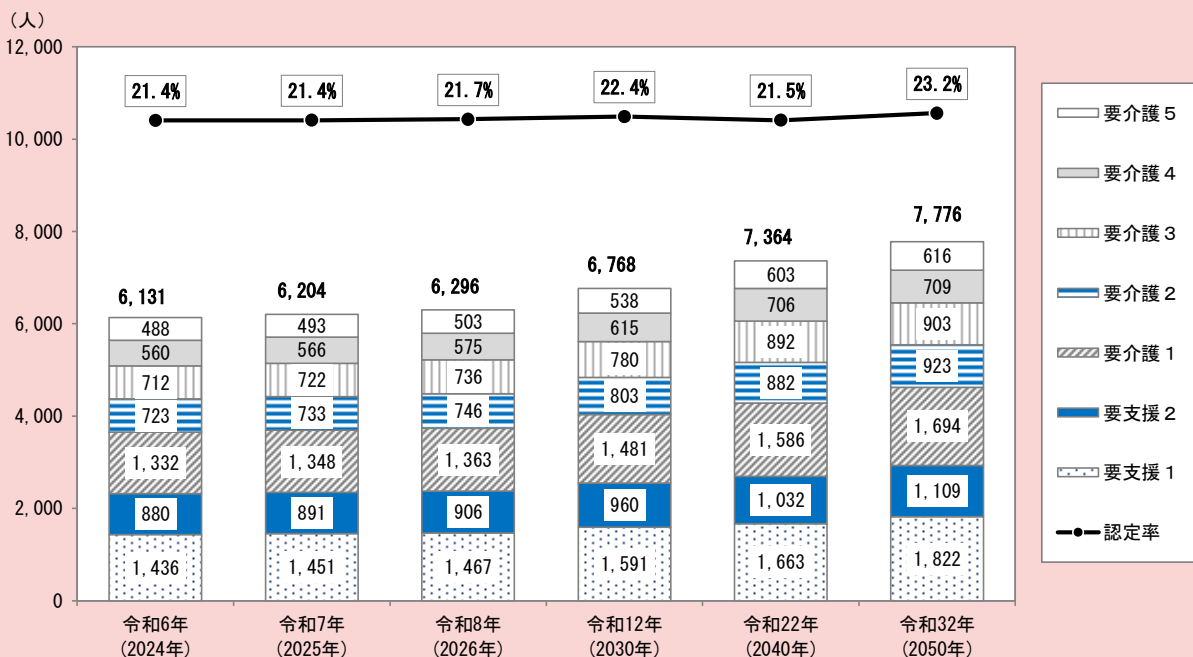 （人）
12,000
10,000
8,000
6,000
4,000
2,000
0
21.4%
21.4%
21.7%
22.4%
21.5%
23.2%
6,131
6,204
6,296
6,768
7,364
7,776
488
493
503
538
603
616
560
566
575
615
706
709
712
722
736
780
892
903
723
733
746
803
882
923
1,332
1,348
1,363
1,481
1,586
1,694
880
891
906
960
1,032
1,109
1,436
1,451
1,467
1,591
1,663
1,822
令和6年
（2024年）
令和7年
（2025年）
令和8年
（2026年）
令和12年
（2030年）
令和22年
（2040年）
令和32年
（2050年）
要介護５
要介護４
要介護３
要介護２
要介護１
要支援２
要支援１
認定率